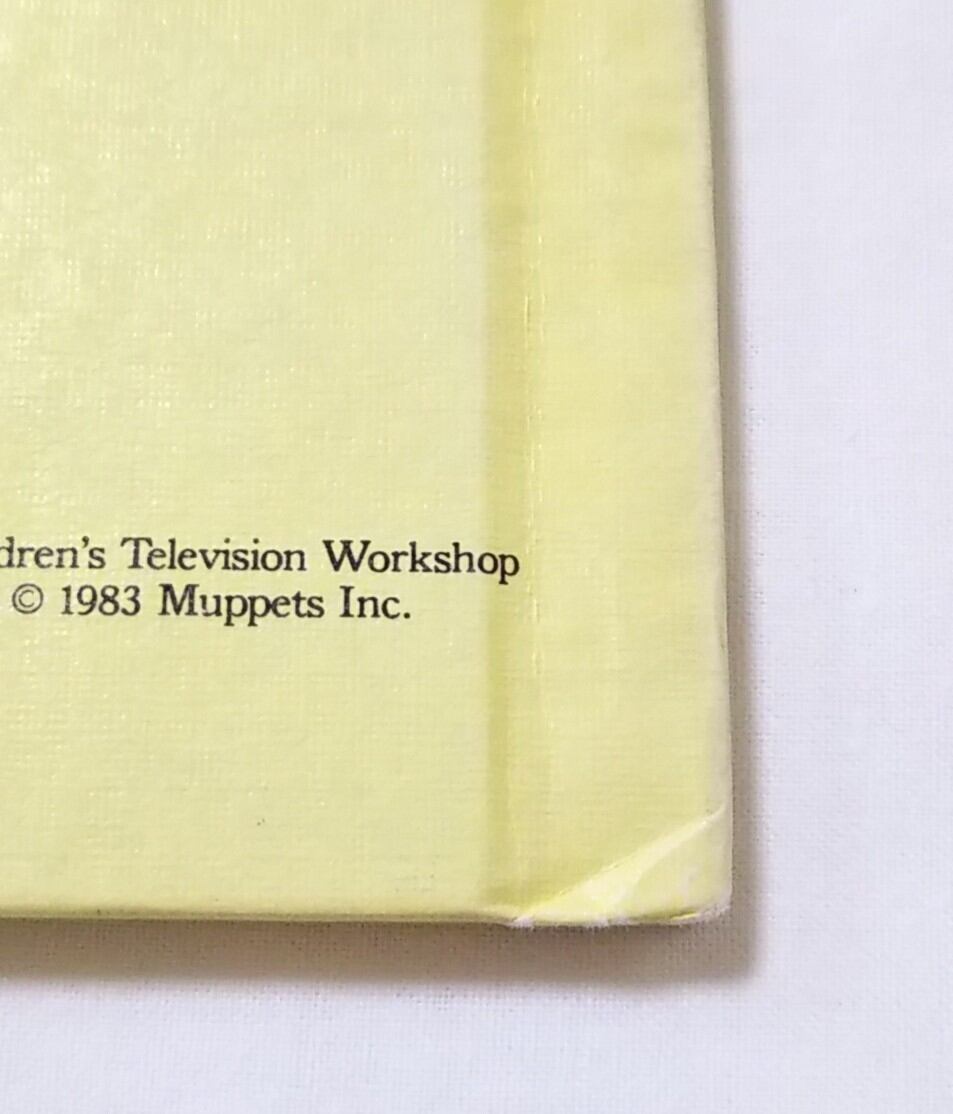 dren's Television Workshop
© 1983 Muppets Inc.